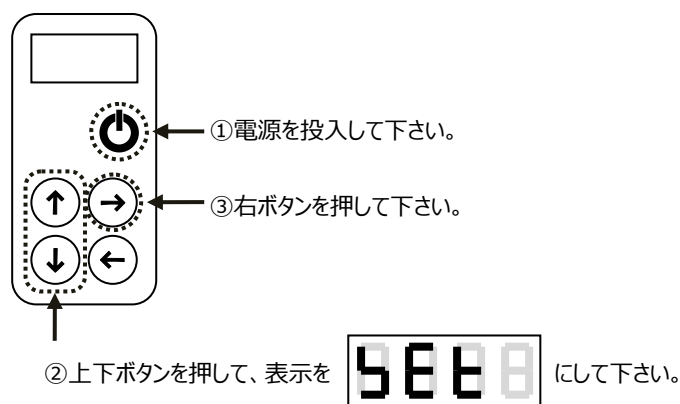 ①電源を投入して下さい。
③右ボタンを押して下さい。
②上下ボタンを押して、表示を SEt にして下さい。